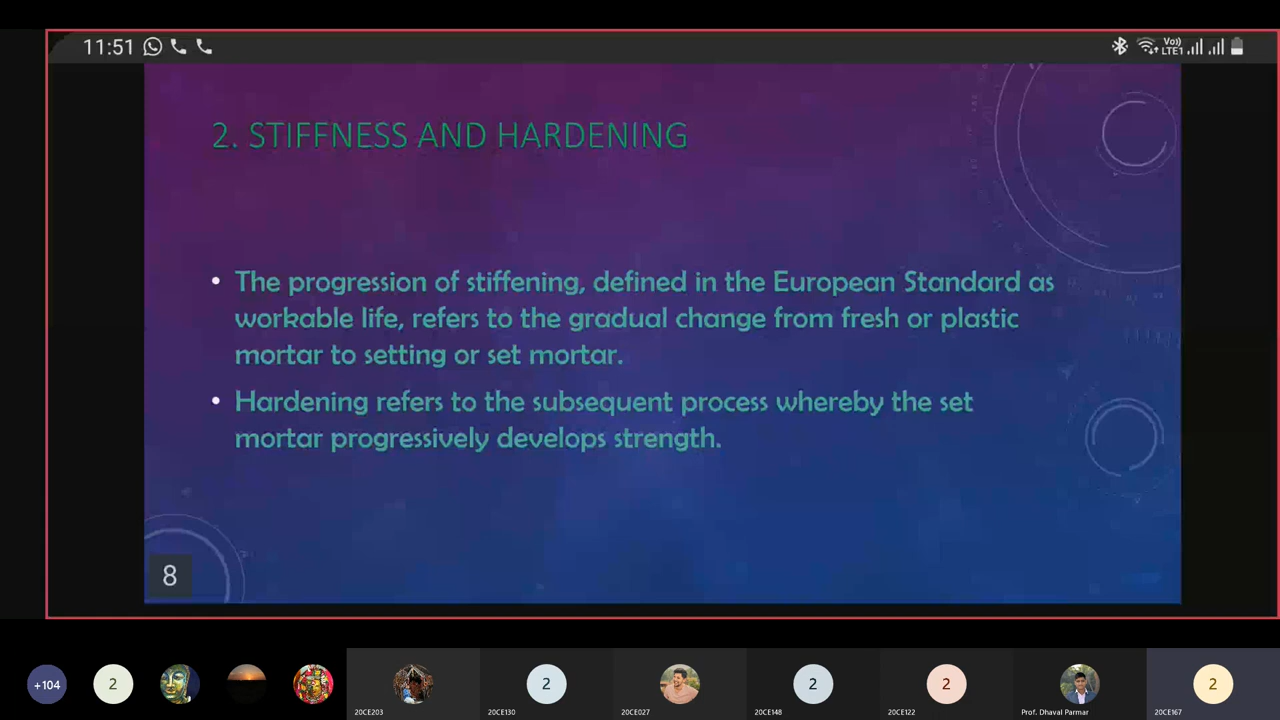 11:51
Vo))
LTE1
2. STIFFNESS AND HARDENING
• The progression of stiffening, defined in the European Standard as
workable life, refers to the gradual change from fresh or plastic
mortar to setting or set mortar.
• Hardening refers to the subsequent process whereby the set
mortar progressively develops strength.
8
+104
2
2
2
2
2
20CE203
20CE130
20CE027
20CE148
20CE122
Prof. Dhaval Parmar
20CE167